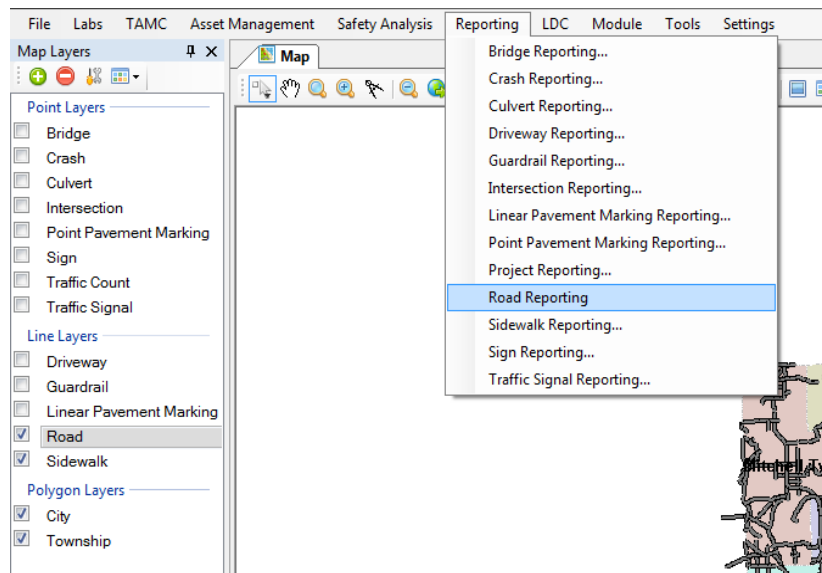 File Labs TAMC Asset Management Safety Analysis Reporting LDC Module Tools Settings
Map Layers
Point Layers
Bridge
Crash
Culvert
Intersection
Point Pavement Marking
Sign
Traffic Count
Traffic Signal
Line Layers
Driveway
Guardrail
Linear Pavement Marking
Road
Sidewalk
Polygon Layers
City
Township
Map
Bridge Reporting...
Crash Reporting...
Culvert Reporting...
Driveway Reporting...
Guardrail Reporting...
Intersection Reporting...
Linear Pavement Marking Reporting...
Point Pavement Marking Reporting...
Project Reporting...
Road Reporting
Sidewalk Reporting...
Sign Reporting...
Traffic Signal Reporting...
Mitchell